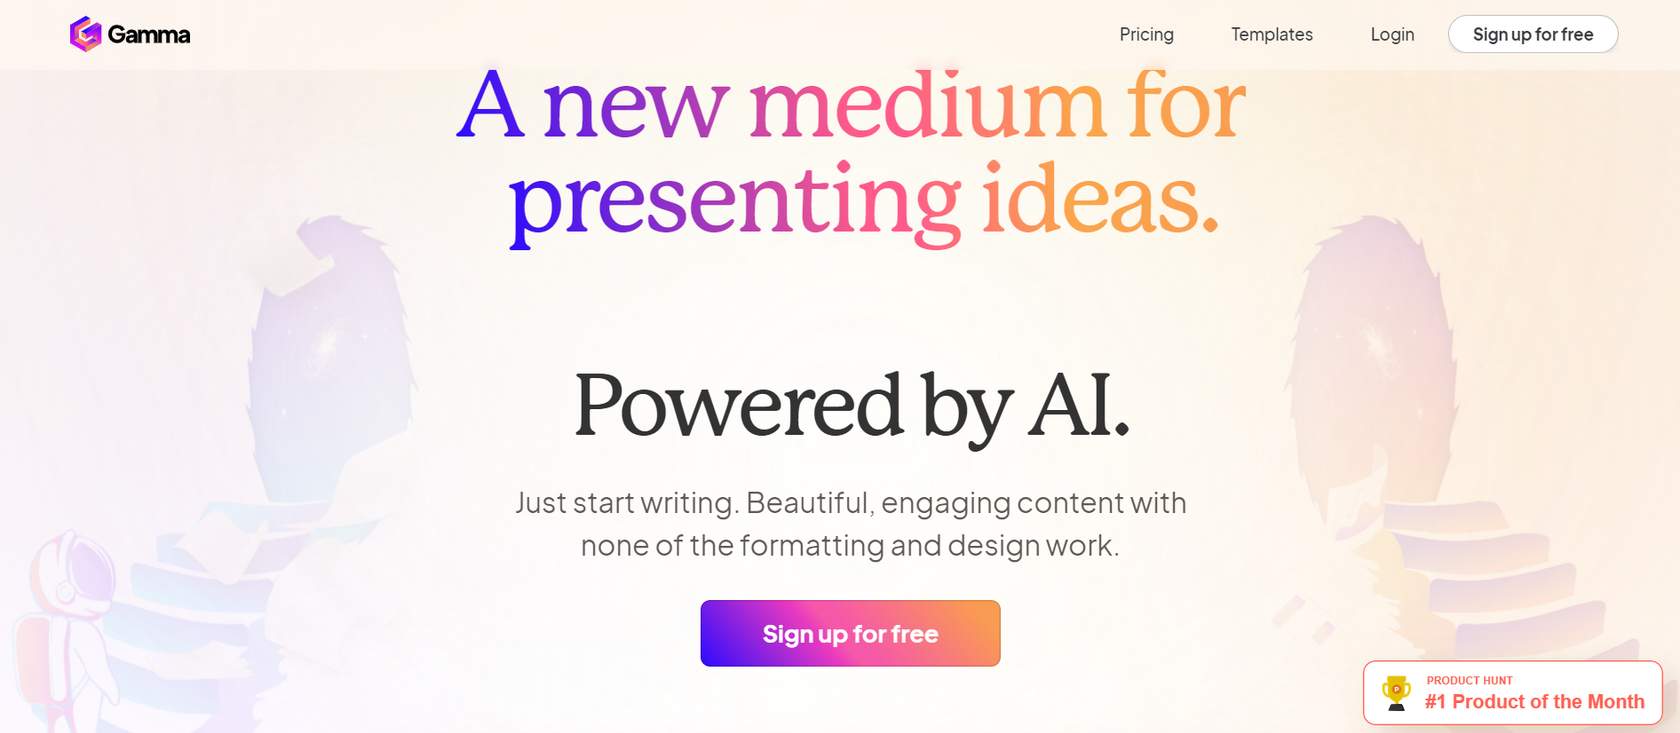 Gamma
Pricing
Templates
Login
Sign up for free
A new medium for
presenting ideas.
Powered by AI.
Just start writing. Beautiful, engaging content with
none of the formatting and design work.
Sign up for free
P
PRODUCT HUNT
#1 Product of the Month